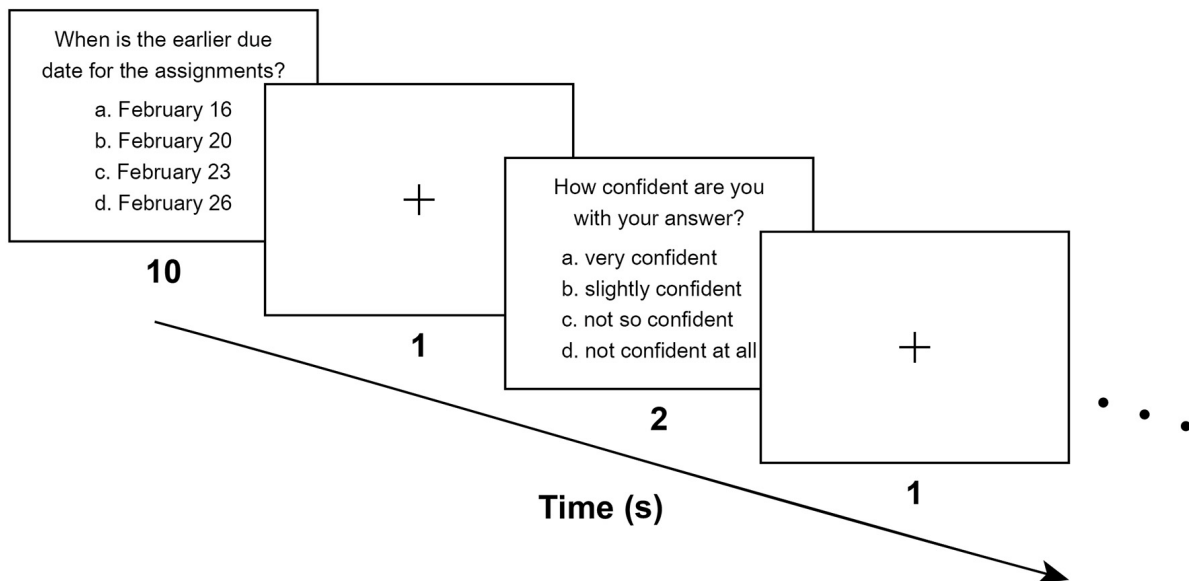 When is the earlier due
date for the assignments?
a. February 16
b. February 20
c. February 23
d. February 26
10
1
How confident are you
with your answer?
a. very confident
b. slightly confident
c. not so confident
d. not confident at all
2
1
Time (s)